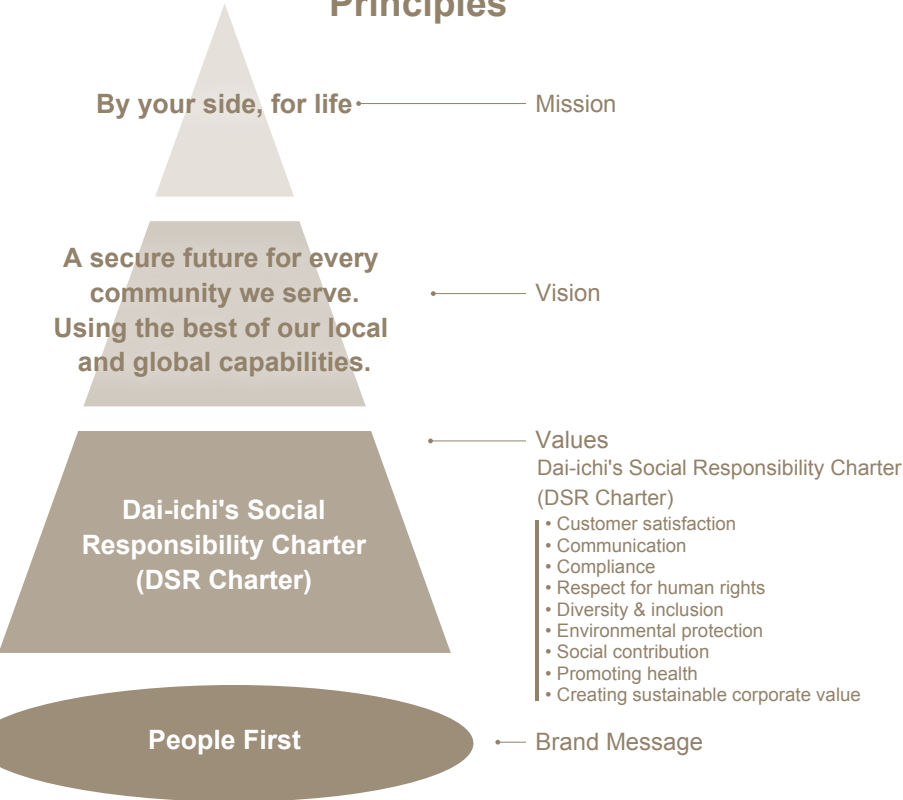 Principles
By your side, for life
Mission
A secure future for every
community we serve.
Using the best of our local
and global capabilities.
Vision
Dai-ichi's Social
Responsibility Charter
(DSR Charter)
Values
Dai-ichi's Social Responsibility Charter
(DSR Charter)
• Customer satisfaction
• Communication
• Compliance
• Respect for human rights
• Diversity & inclusion
• Environmental protection
• Social contribution
• Promoting health
• Creating sustainable corporate value
People First
Brand Message